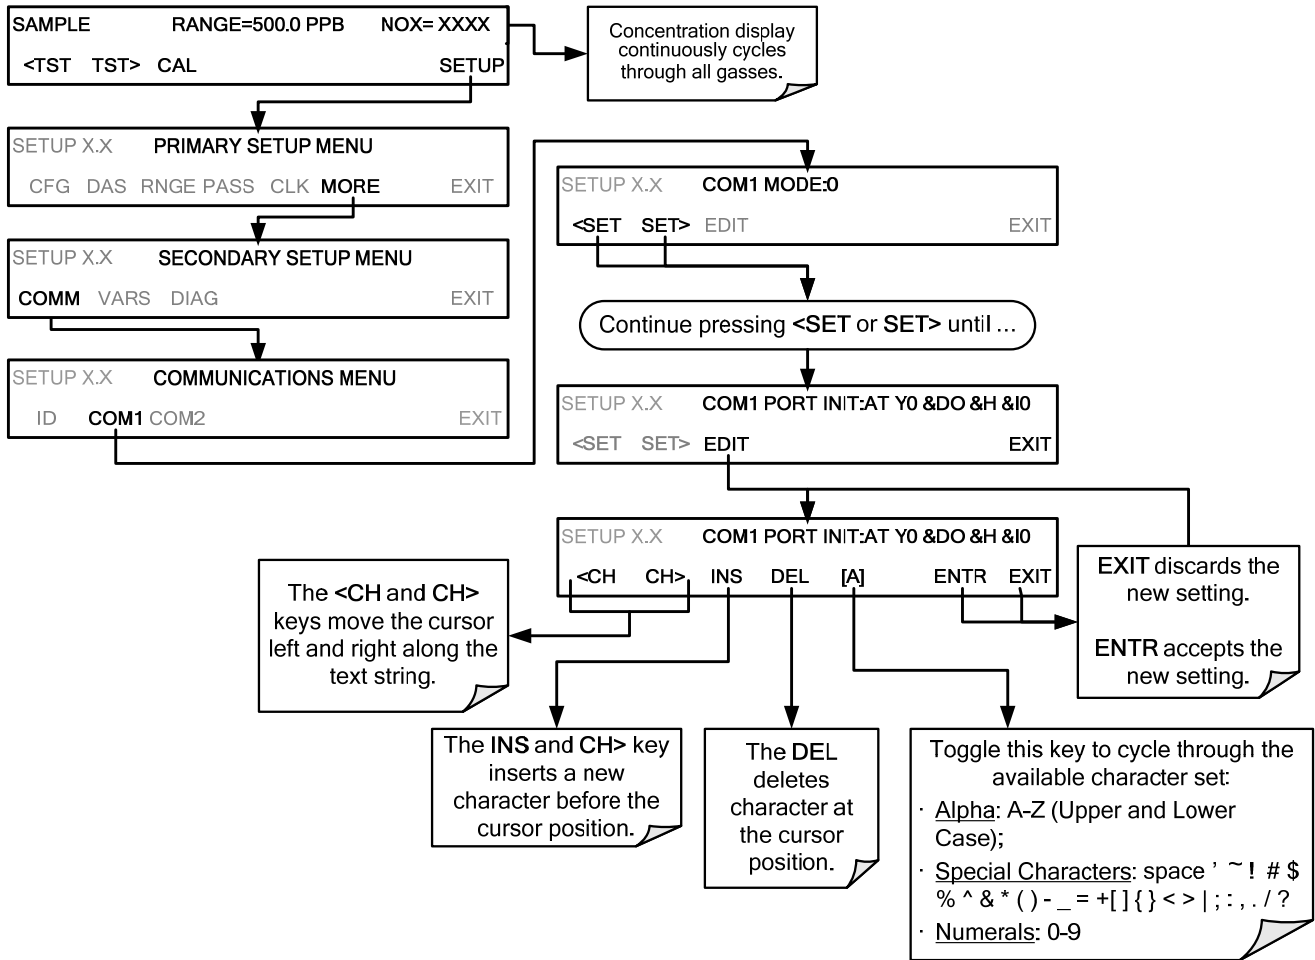 SAMPLE RANGE=500.0 PPB NOX= XXXX
<TST TST> CAL SETUP
Concentration display
continuously cycles
through all gasses.
SETUP X.X PRIMARY SETUP MENU
CFG DAS RNGE PASS CLK MORE EXIT
SETUP X.X SECONDARY SETUP MENU
COMM VARS DIAG EXIT
SETUP X.X COMMUNICATIONS MENU
ID COM1 COM2 EXIT
SETUP X.X COM1 MODE:0
<SET SET> EDIT EXIT
Continue pressing <SET or SET> until ...
SETUP X.X COM1 PORT INIT:AT Y0 &DO &H &I0
<SET SET> EDIT EXIT
SETUP X.X COM1 PORT INIT:AT Y0 &DO &H &I0
<CH CH> INS DEL [A] ENTR EXIT
EXIT discards the
new setting.
ENTR accepts the
new setting.
The <CH and CH>
keys move the cursor
left and right along the
text string.
The INS and CH> key
inserts a new
character before the
cursor position.
The DEL
deletes
character at
the cursor
position.
Toggle this key to cycle through the
available character set:
· Alpha: A-Z (Upper and Lower
Case);
· Special Characters: space ' ~ ! # $
% ^ & * ( ) - _ = +[ ] { } < > | ; : , . / ?
· Numerals: 0-9